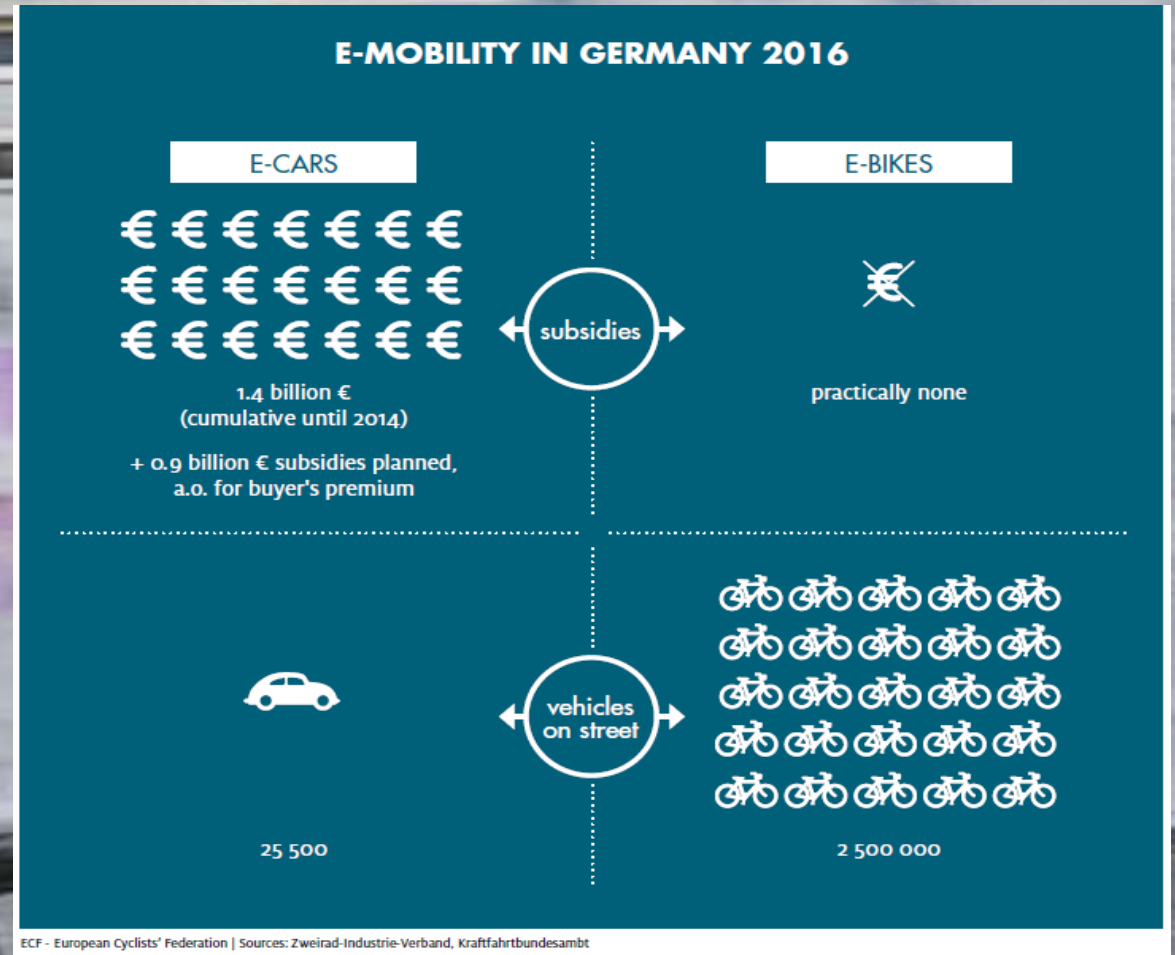 E-MOBILITY IN GERMANY 2016
E-CARS
E-BIKES
€ € € € € € €
€ € € € € € €
€ € € € € € €
€
subsidies
1.4 billion €
(cumulative until 2014)
+ 0.9 billion € subsidies planned,
a.o. for buyer's premium
practically none
vehicles
on street
25 500
2 500 000
ECF - European Cyclists' Federation | Sources: Zweirad-Industrie-Verband, Kraftfahrtbundesambt